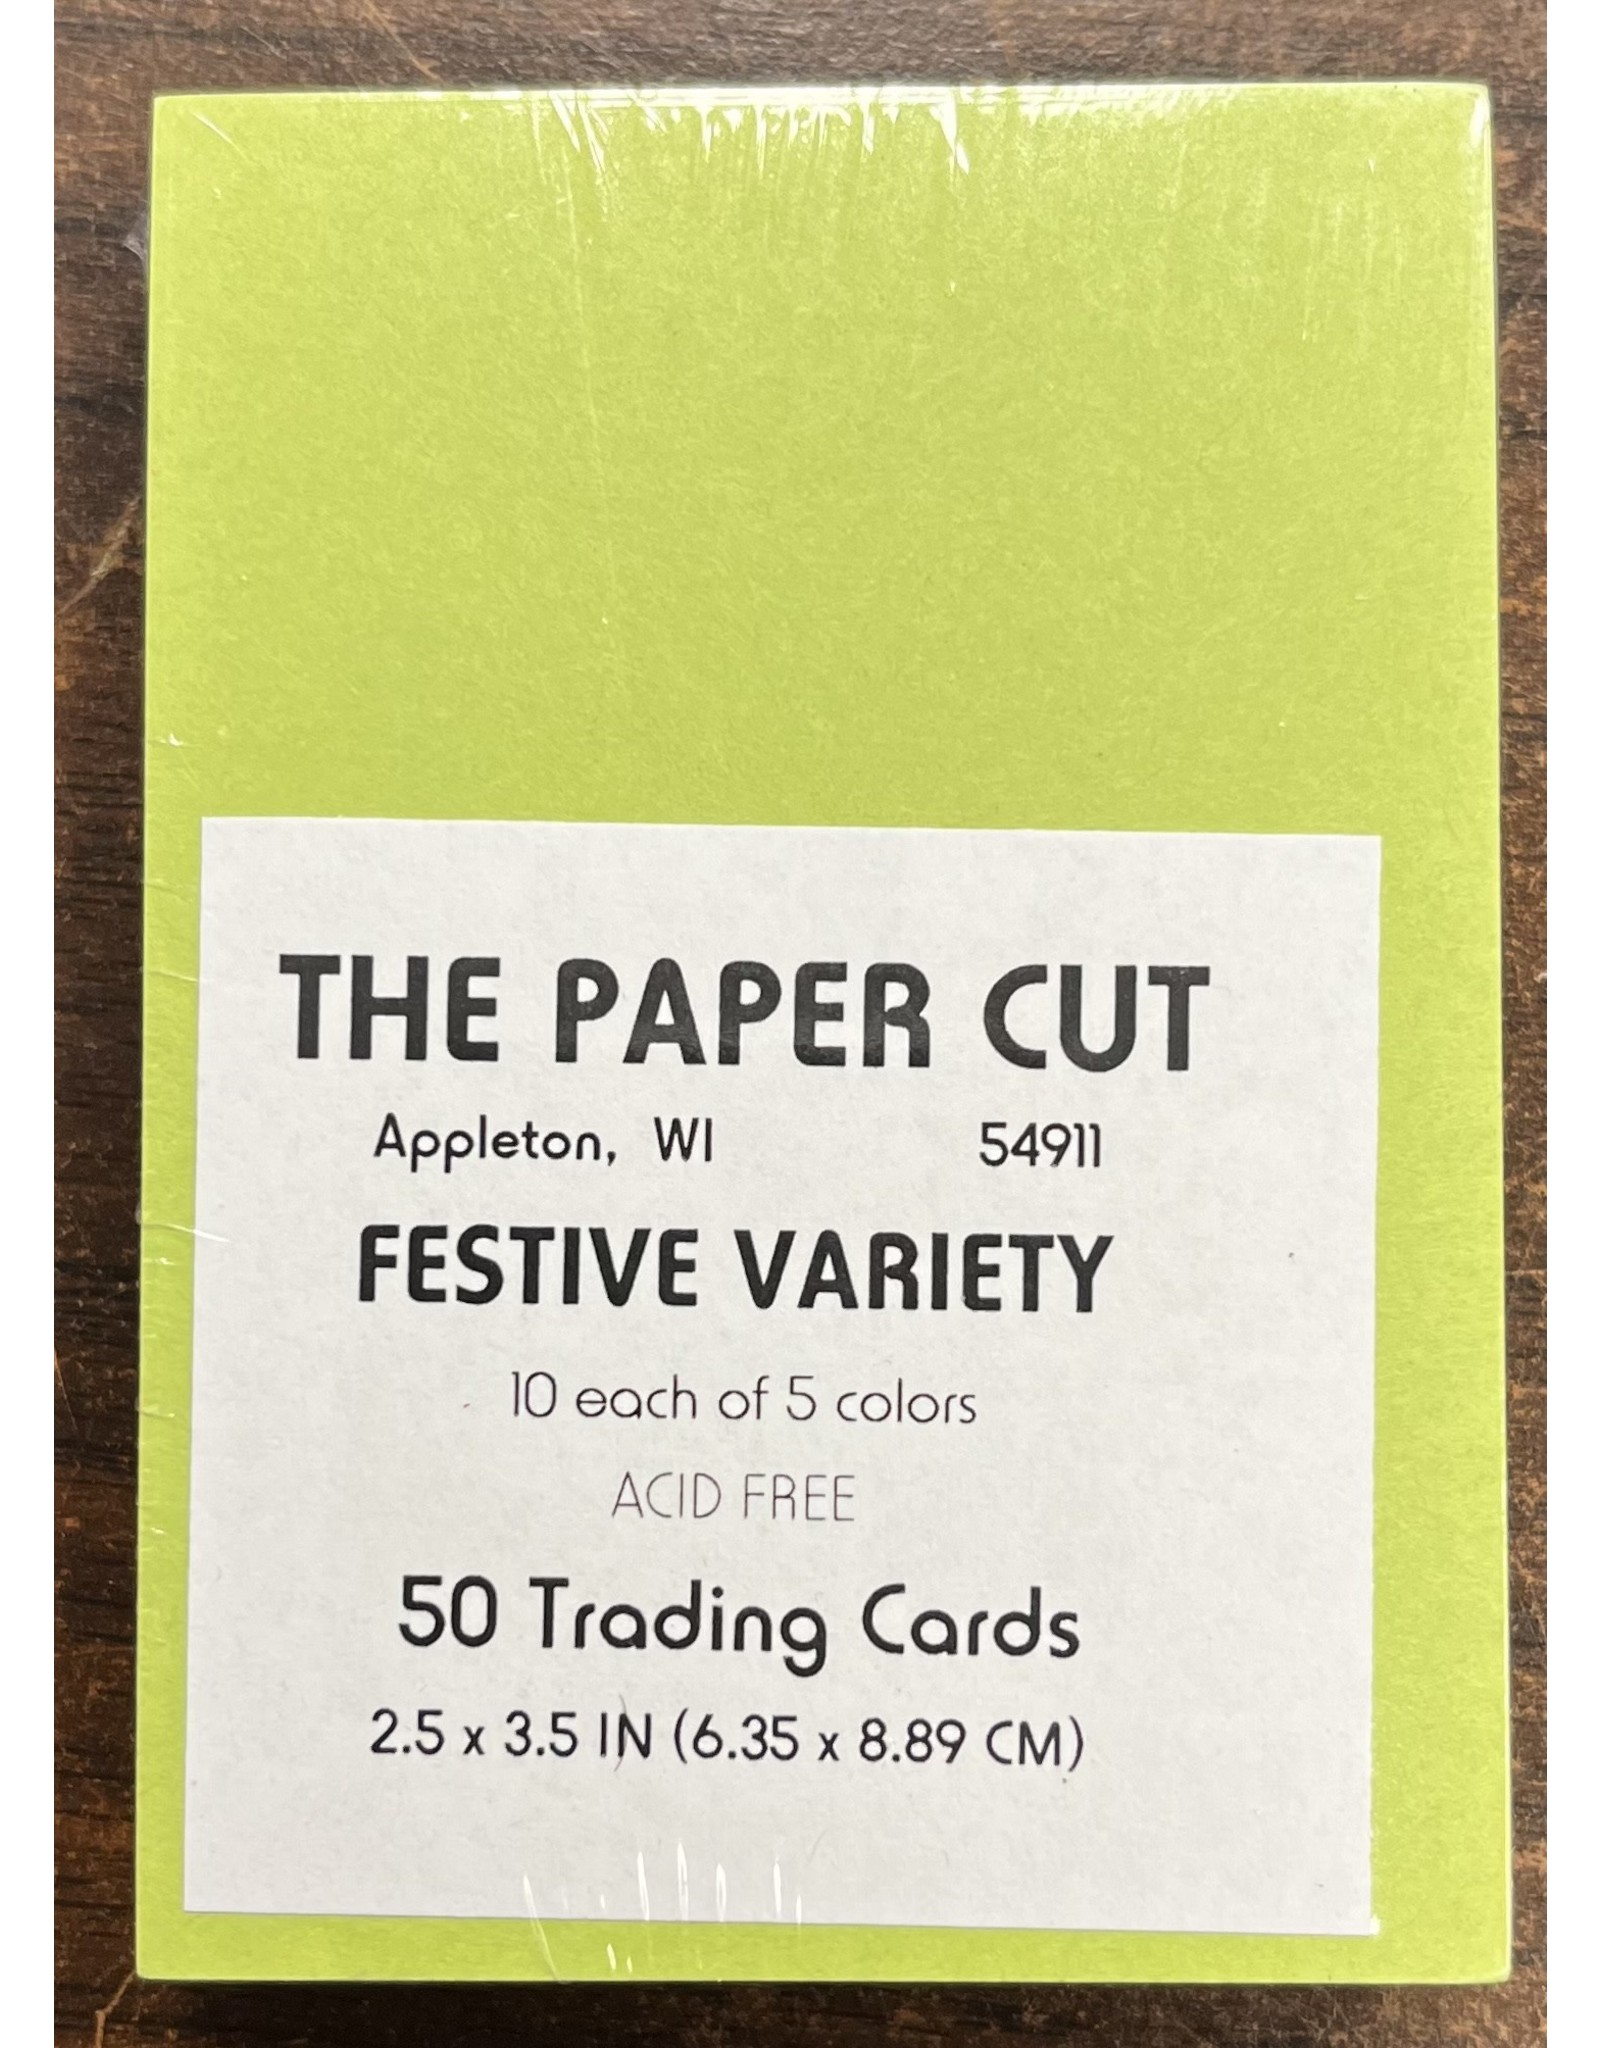 THE PAPER CUT
Appleton, WI 54911
FESTIVE VARIETY
10 each of 5 colors
ACID FREE
50 Trading Cards
2.5 x 3.5 IN (6.35 x 8.89 CM)